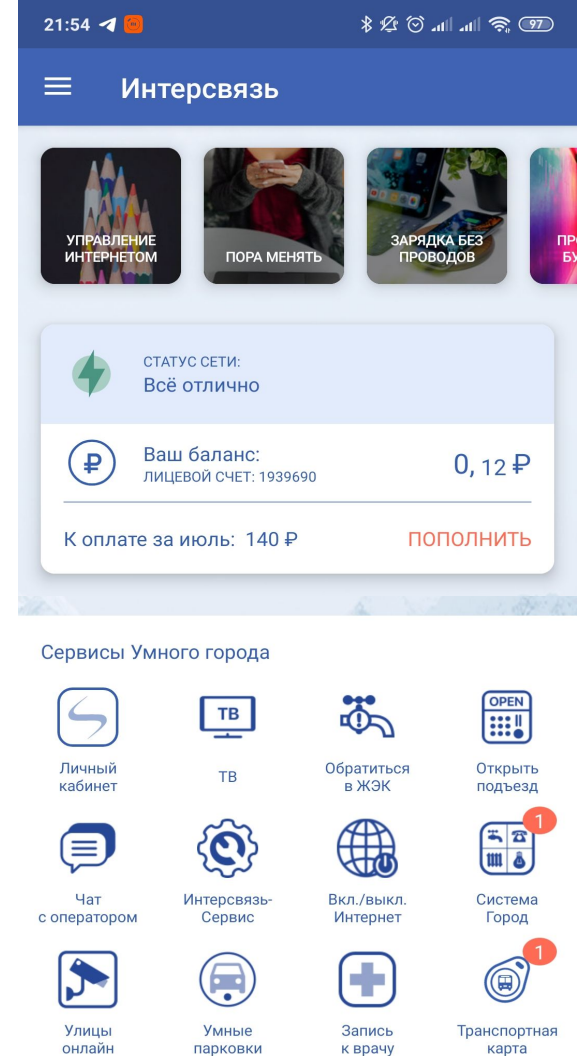 21:54
97
Интерсвязь
УПРАВЛЕНИЕ
ИНТЕРНЕТОМ
ПОРА МЕНЯТЬ
ЗАРЯДКА БЕЗ
ПРОВОДОВ
СТАТУС СЕТИ:
Всё отлично
Ваш баланс:
ЛИЦЕВОЙ СЧЕТ: 1939690
0, 12 ₽
К оплате за июль: 140 ₽
ПОПОЛНИТЬ
Сервисы Умного города
Личный
кабинет
ТВ
ТВ
Обратиться
в ЖЭК
OPEN
Открыть
подъезд
Чат
с оператором
Интерсвязь-
Сервис
Вкл./выкл.
Интернет
1
Система
Город
Улицы
онлайн
Умные
парковки
Запись
к врачу
1
Транспортная
карта